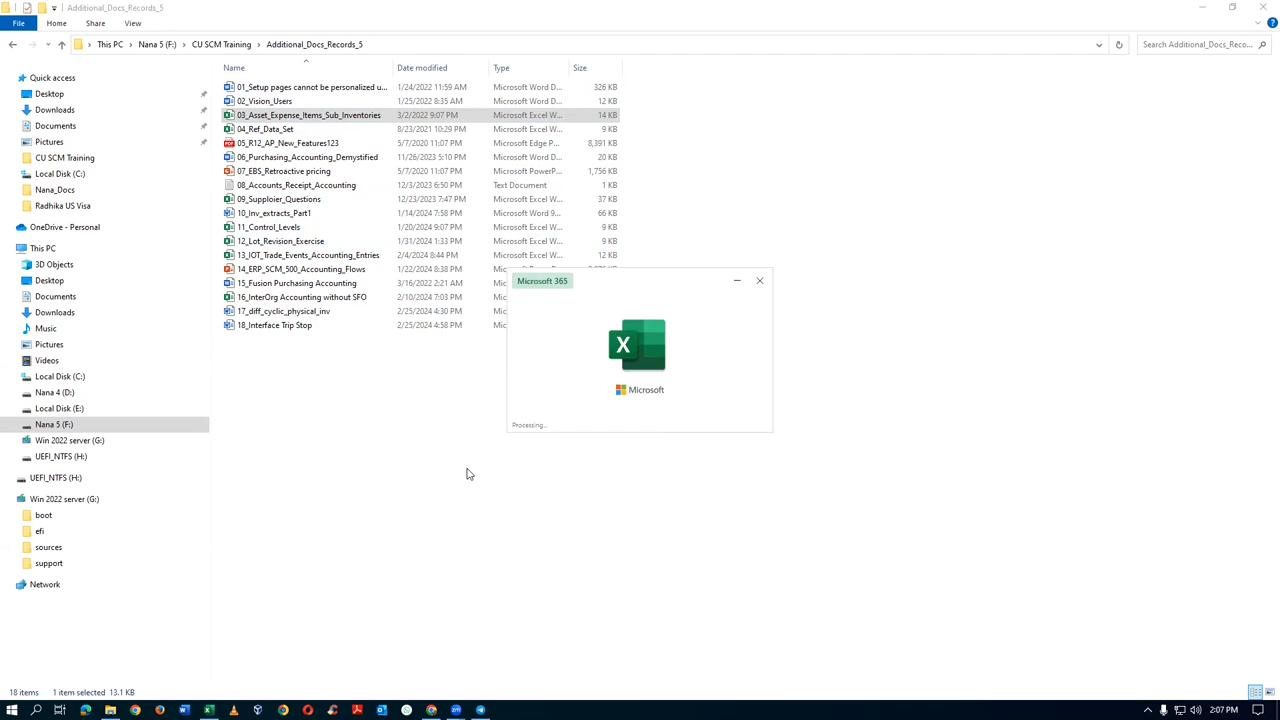 Additional_Docs_Records_5
File Home Share View
This PC Nana 5 (F:) CU SCM Training Additional_Docs_Records_5
Search Additional_Docs_Reco...
Name Date modified Type Size
01_Setup pages cannot be personalized u... 1/24/2022 11:59 AM Microsoft Word D... 326 KB
02_Vision_Users 1/25/2022 8:35 AM Microsoft Word D... 12 KB
03_Asset_Expense_Items_Sub_Inventories 3/2/2022 9:07 PM Microsoft Excel W... 14 KB
04_Ref_Data_Set 8/23/2021 10:29 PM Microsoft Excel W... 9 KB
05_R12_AP_New_Features123 5/7/2020 11:07 PM Microsoft Edge P... 8,391 KB
06_Purchasing_Accounting_Demystified 11/26/2023 5:10 PM Microsoft Word D... 20 KB
07_EBS_Retroactive pricing 5/7/2020 11:07 PM Microsoft PowerP... 1,756 KB
08_Accounts_Receipt_Accounting 12/3/2023 6:50 PM Text Document 1 KB
09_Supploier_Questions 12/23/2023 7:47 PM Microsoft Excel W... 37 KB
10_Inv_extracts_Part1 1/14/2024 7:58 PM Microsoft Word 9... 66 KB
11_Control_Levels 1/20/2024 9:07 PM Microsoft Excel W... 9 KB
12_Lot_Revision_Exercise 1/31/2024 1:33 PM Microsoft Excel W... 9 KB
13_IOT_Trade_Events_Accounting_Entries 2/4/2024 8:44 PM Microsoft Excel W... 12 KB
14_ERP_SCM_500_Accounting_Flows 1/22/2024 8:38 PM
15_Fusion Purchasing Accounting 3/16/2022 2:21 AM Mic
16_InterOrg Accounting without SFO 2/10/2024 7:03 PM Mic
17_diff_cyclic_physical_inv 2/25/2024 4:30 PM Mic
18_Interface Trip Stop 2/25/2024 4:58 PM Mic
Quick access
Desktop
Downloads
Documents
Pictures
CU SCM Training
Local Disk (C:)
Nana_Docs
Radhika US Visa
OneDrive - Personal
This PC
3D Objects
Desktop
Documents
Downloads
Music
Pictures
Videos
Local Disk (C:)
Nana 4 (D:)
Local Disk (E:)
Nana 5 (F:)
Win 2022 server (G:)
UEFI_NTFS (H:)
UEFI_NTFS (H:)
Win 2022 server (G:)
boot
efi
sources
support
Network
Microsoft 365
X
Microsoft
Processing...
18 items 1 item selected 13.1 KB
2:07 PM